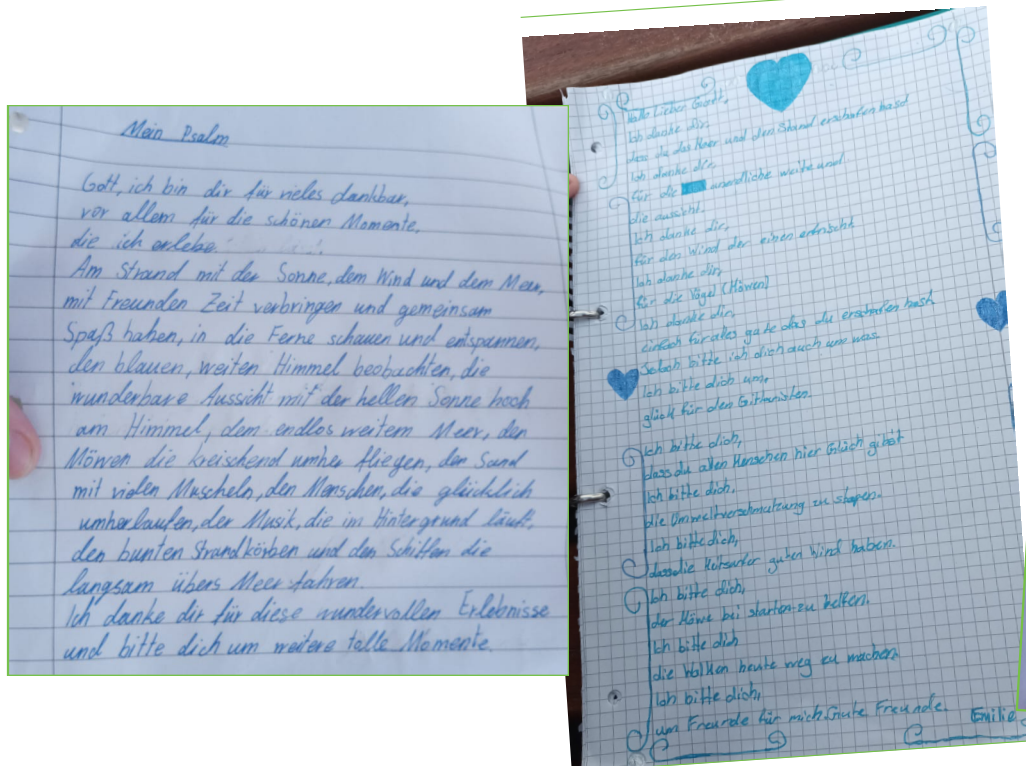 Mein Psalm
Gott, ich bin dir für vieles dankbar,
vor allem für die schönen Momente,
die ich erlebe.
Am Strand mit der Sonne, dem Wind und dem Meer,
mit Freunden Zeit verbringen und gemeinsam
Spaß haben, in die Ferne schauen und entspannen,
den blauen, weiten Himmel beobachten, die
wunderbare Aussicht mit der hellen Sonne hoch
am Himmel, dem endlos weitem Meer, den
Möwen die kreischend umher fliegen, der Sand
mit vielen Muscheln, den Menschen, die glücklich
umherlaufen, der Musik, die im Hintergrund läuft,
den bunten Strandkörben und den Schiffen die
langsam übers Meer fahren.
Ich danke dir für diese wundervollen Erlebnisse
und bitte dich um weitere tolle Momente.
Hallo Lieber Gott,
Ich danke dir,
dass du das Meer und den Strand erschafen hasd
Ich danke dir,
für die unendliche weite und
die aussicht.
Ich danke dir,
für den Wind der einen erfrischt
Ich danke dir,
für die Vögel (Möwen)
Ich danke dir,
einfach für alles gute das du erschafen hast
Doch bitte ich dich auch um was.
Ich bitte dich um,
glück für den Gittaristen.
Ich bitte dich,
dass du allen Menschen hier Glück gibst
Ich bitte dich,
die Umweltverschmutzung zu stopen.
Ich bitte dich,
dass die Kitsurfer guten Wind haben.
Ich bitte dich,
der Möwe bei starten zu helfen.
Ich bitte dich
die Wolken heute weg zu machen.
Ich bitte dich,
um Freunde für mich. Gute Freunde.
Emilie